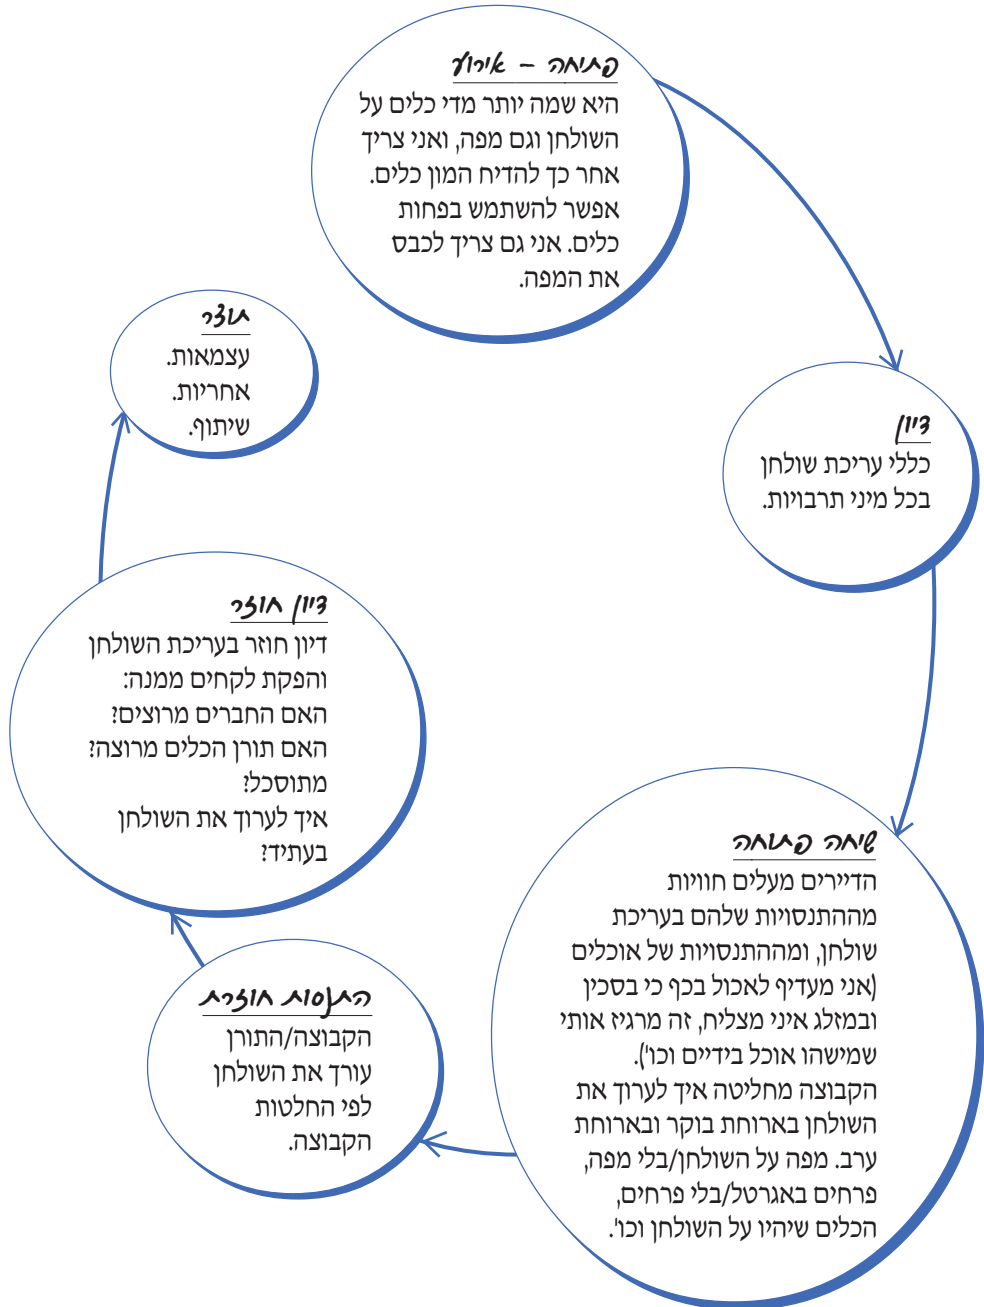 פתיחה – אירוע
היא שמה יותר מדי כלים על
השולחן וגם מפה, ואני צריך
אחר כך להדיח המון כלים.
אפשר להשתמש בפחות
כלים. אני גם צריך לכבס
את המפה.
דיון
כללי עריכת שולחן
בכל מיני תרבויות.
שיחה פתוחה
הדיירים מעלים חוויות
מההתנסויות שלהם בעריכת
שולחן, ומההתנסויות של אוכלים
(אני מעדיף לאכול בכף כי בסכין
ובמזלג איני מצליח, זה מרגיז אותי
שמישהו אוכל בידיים וכו').
הקבוצה מחליטה איך לערוך את
השולחן בארוחת בוקר ובארוחת
ערב. מפה על השולחן/בלי מפה,
פרחים באגרטל/בלי פרחים,
הכלים שיהיו על השולחן וכו'.
התנסות חוזרת
הקבוצה/התורן
עורך את השולחן
לפי החלטות
הקבוצה.
דיון חוזר
דיון חוזר בעריכת השולחן
והפקת לקחים ממנה:
האם החברים מרוצים?
האם תורן הכלים מרוצה?
מתוסכל?
איך לערוך את השולחן
בעתיד?
תוצר
עצמאות.
אחריות.
שיתוף.